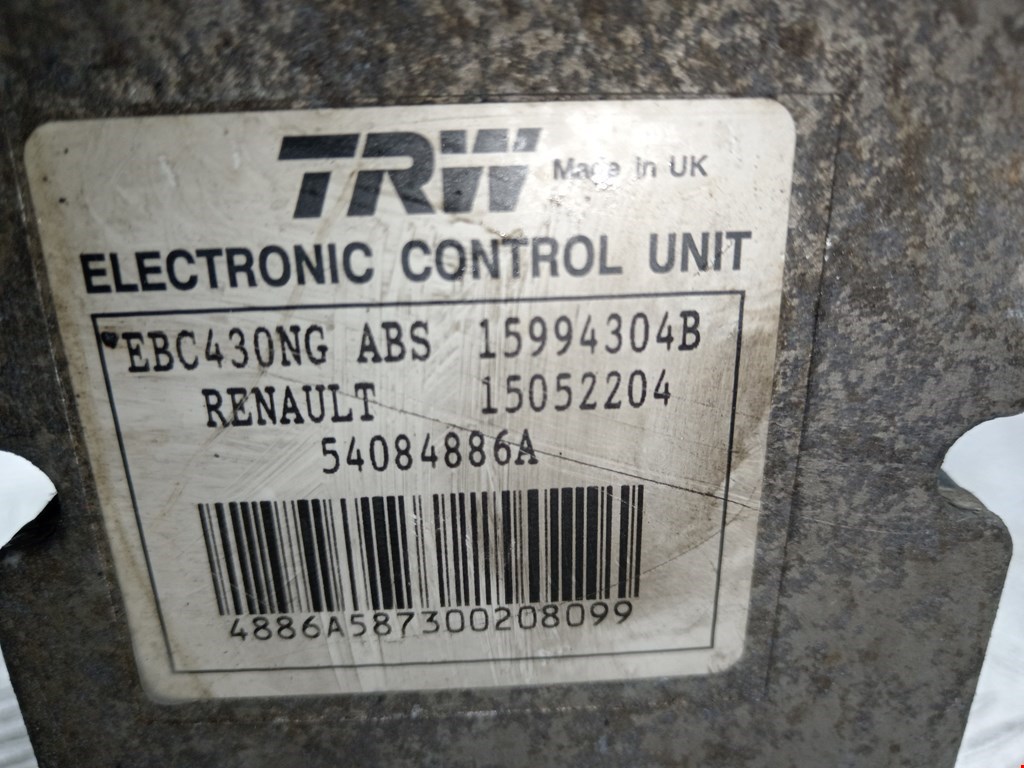 TRW Made in UK
ELECTRONIC CONTROL UNIT
EBC430NG ABS 15994304B
RENAULT 15052204
54084886A
4886A587300208099